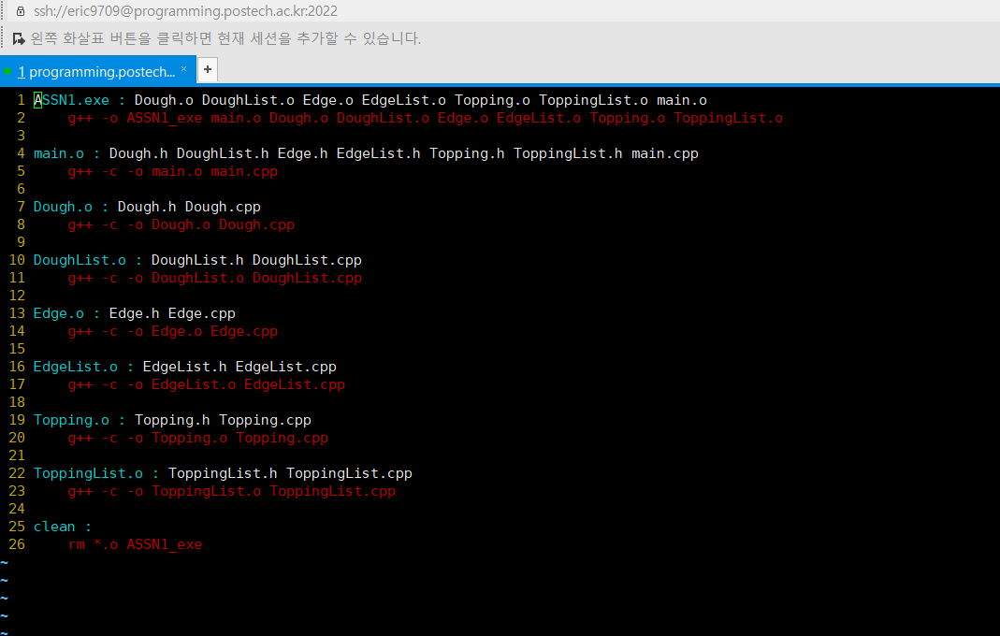 ssh://eric9709@programming.postech.ac.kr:2022
왼쪽 화살표 버튼을 클릭하면 현재 세션을 추가할 수 있습니다.
1 programming.postech... × +
1 ASSN1.exe : Dough.o DoughList.o Edge.o EdgeList.o Topping.o ToppingList.o main.o
2 g++ -o ASSN1_exe main.o Dough.o DoughList.o Edge.o EdgeList.o Topping.o ToppingList.o
3
4 main.o : Dough.h DoughList.h Edge.h EdgeList.h Topping.h ToppingList.h main.cpp
5 g++ -c -o main.o main.cpp
6
7 Dough.o : Dough.h Dough.cpp
8 g++ -c -o Dough.o Dough.cpp
9
10 DoughList.o : DoughList.h DoughList.cpp
11 g++ -c -o DoughList.o DoughList.cpp
12
13 Edge.o : Edge.h Edge.cpp
14 g++ -c -o Edge.o Edge.cpp
15
16 EdgeList.o : EdgeList.h EdgeList.cpp
17 g++ -c -o EdgeList.o EdgeList.cpp
18
19 Topping.o : Topping.h Topping.cpp
20 g++ -c -o Topping.o Topping.cpp
21
22 ToppingList.o : ToppingList.h ToppingList.cpp
23 g++ -c -o ToppingList.o ToppingList.cpp
24
25 clean :
26 rm *.o ASSN1_exe
~
~
~
~
~